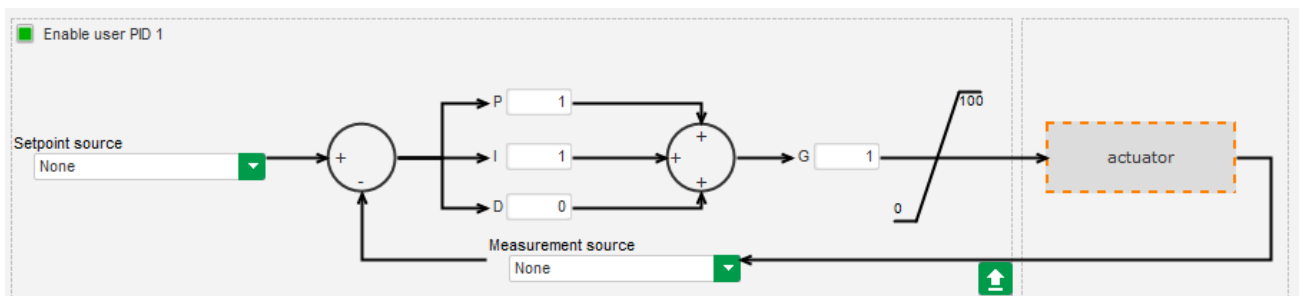 Enable user PID 1
P 1
100
Setpoint source
None
+
-
I 1
+
+
+
G 1
actuator
D 0
0
Measurement source
None